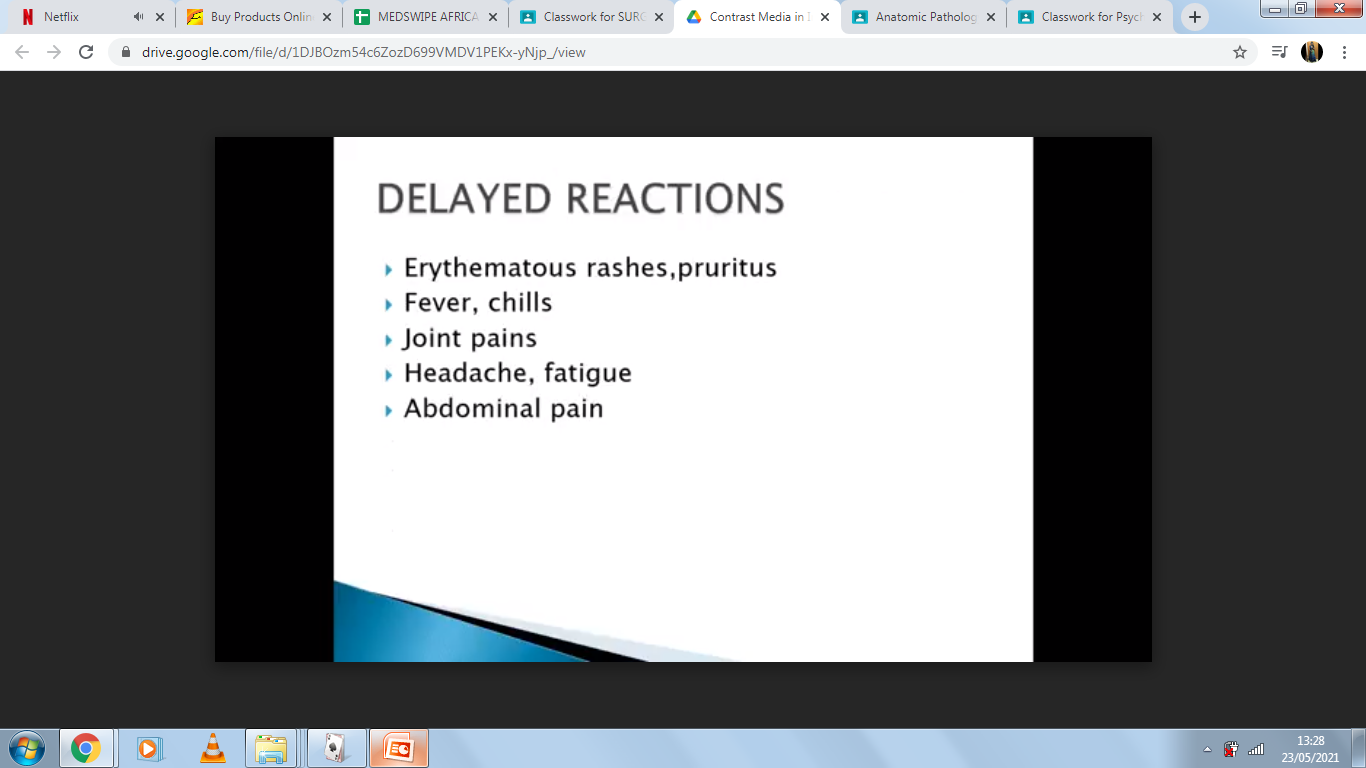 Netflix
Buy Products Onlin
MEDSWIPE AFRICA
Classwork for SURG
Contrast Media in I
Anatomic Patholog
Classwork for Psych
drive.google.com/file/d/1DJBOzm54c6ZozD699VMDV1PEKx-yNjp_/view
DELAYED REACTIONS
Erythematous rashes,pruritus
Fever, chills
Joint pains
Headache, fatigue
Abdominal pain
13:28
23/05/2021